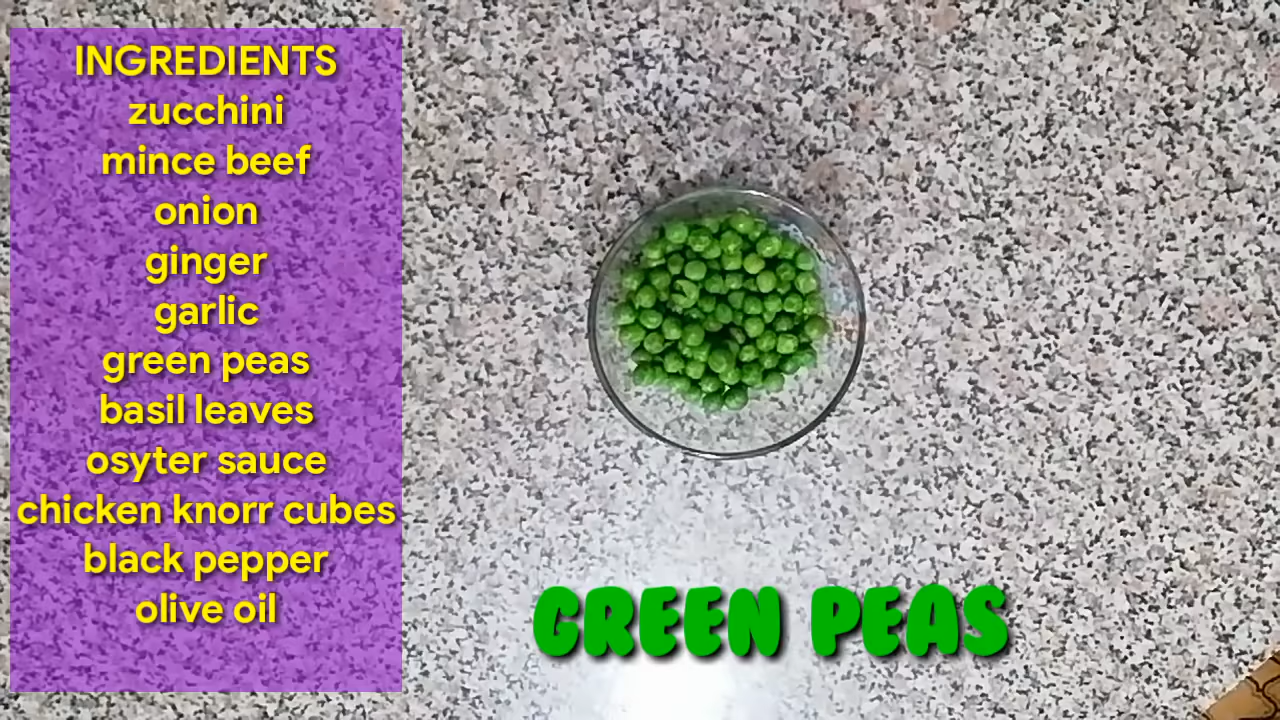 INGREDIENTS
zucchini
mince beef
onion
ginger
garlic
green peas
basil leaves
osyter sauce
chicken knorr cubes
black pepper
olive oil
GREEN PEAS